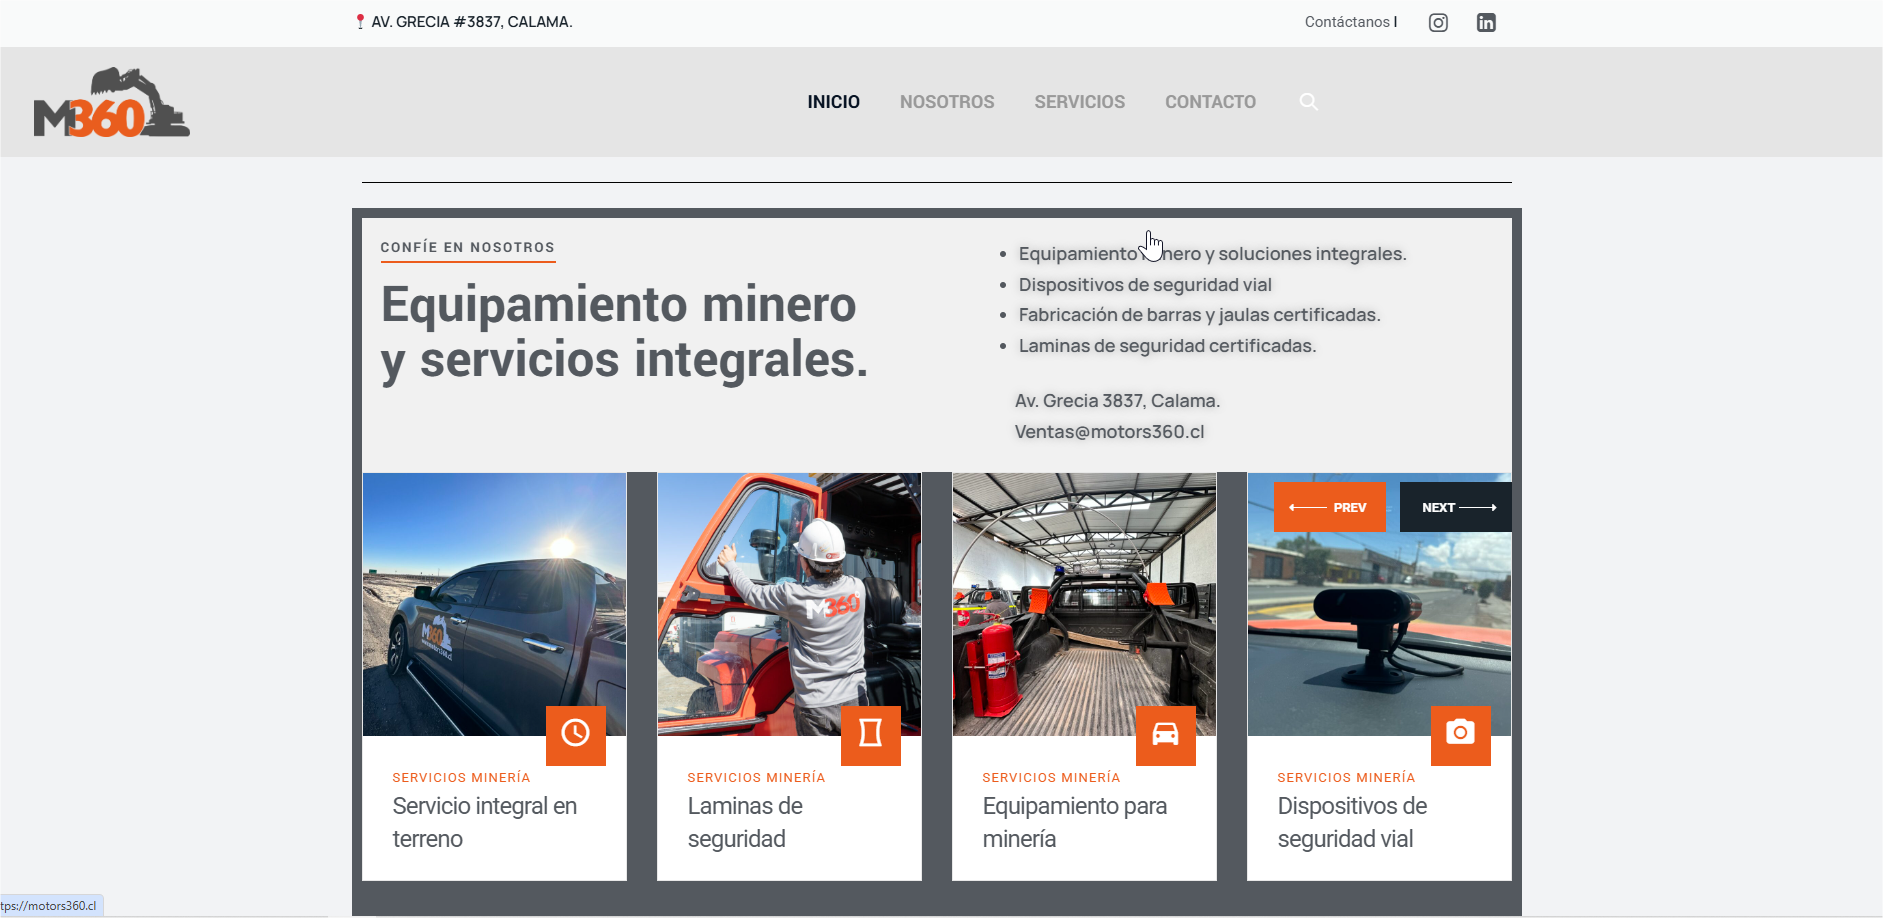 AV. GRECIA #3837, CALAMA.
Contáctanos I
M360
INICIO
NOSOTROS
SERVICIOS
CONTACTO
CONFÍE EN NOSOTROS
Equipamiento minero
y servicios integrales.
Equipamiento nero y soluciones integrales.
Dispositivos de seguridad vial
Fabricación de barras y jaulas certificadas.
Laminas de seguridad certificadas.
Av. Grecia 3837, Calama.
Ventas@motors360.cl
M360
M360
PREV
NEXT
SERVICIOS MINERÍA
Servicio integral en
terreno
SERVICIOS MINERÍA
Laminas de
seguridad
SERVICIOS MINERÍA
Equipamiento para
minería
SERVICIOS MINERÍA
Dispositivos de
seguridad vial
tps://motors360.cl